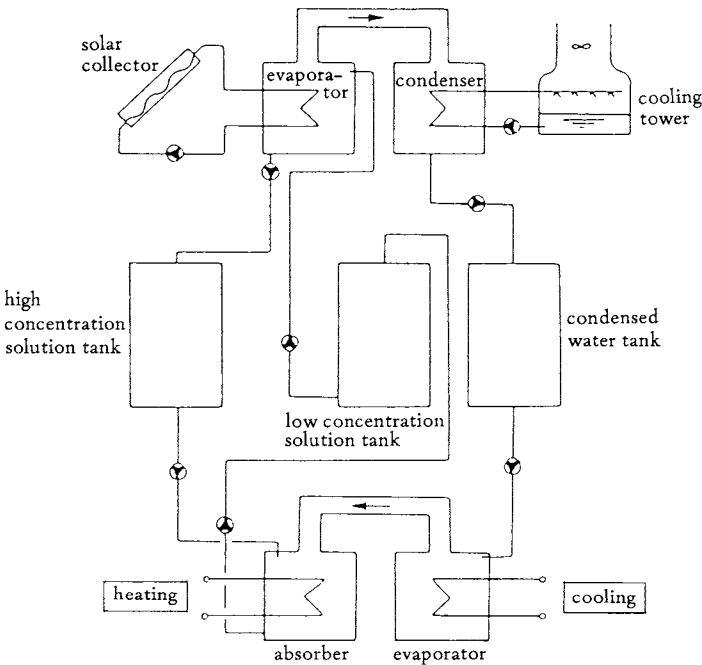 solar
collector
evapora-
tor
condenser
cooling
tower
high
concentration
solution tank
low concentration
solution tank
condensed
water tank
heating
cooling
absorber
evaporator